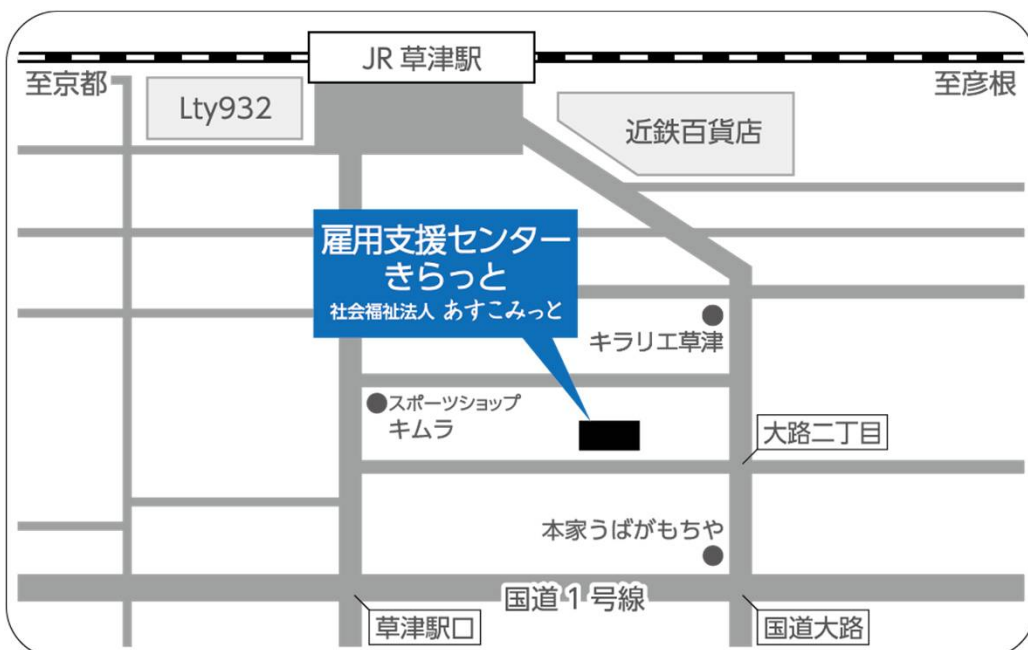 JR 草津駅
至京都
至彦根
Lty932
近鉄百貨店
雇用支援センター
きらっと
社会福祉法人 あすこみっと
キラリエ草津
スポーツショップ
キムラ
大路二丁目
本家うばがもちや
国道1号線
草津駅口
国道大路